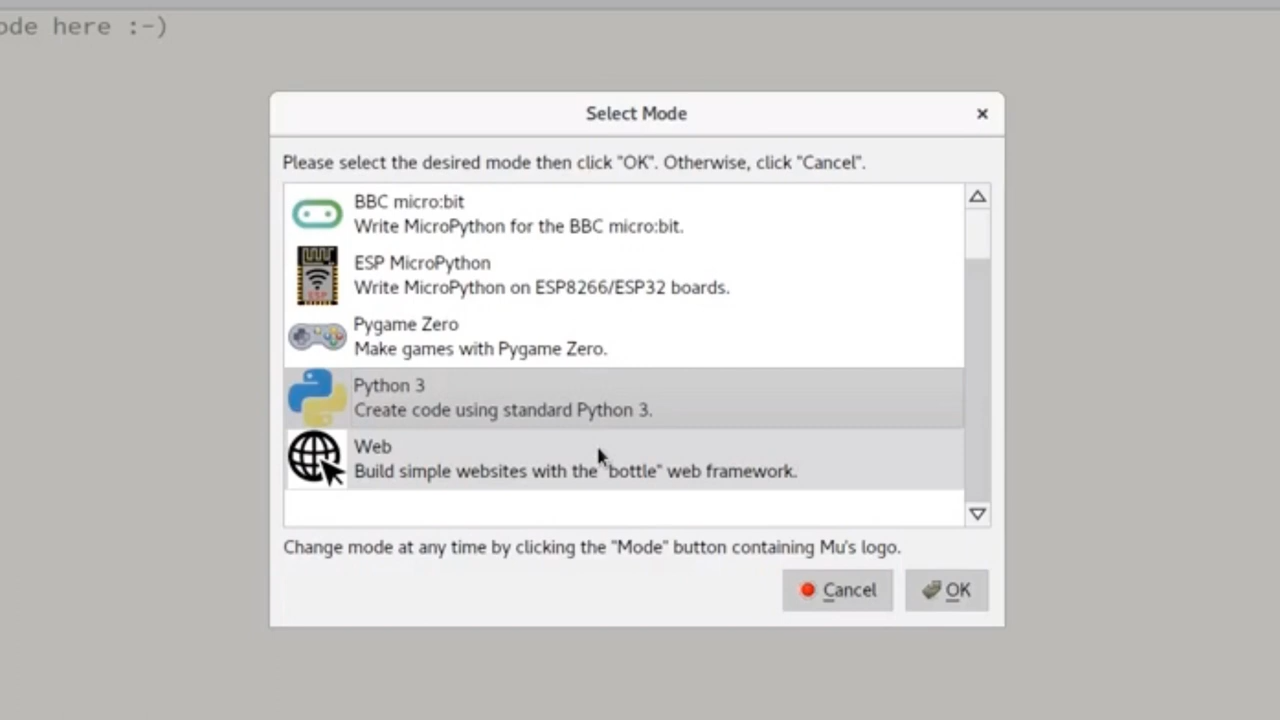 ode here :-)
Select Mode
Please select the desired mode then click "OK". Otherwise, click "Cancel".
BBC micro:bit
Write MicroPython for the BBC micro:bit.
ESP MicroPython
Write MicroPython on ESP8266/ESP32 boards.
ESP
Pygame Zero
Make games with Pygame Zero.
Python 3
Create code using standard Python 3.
Web
Build simple websites with the "bottle" web framework.
Change mode at any time by clicking the "Mode" button containing Mu's logo.
Cancel
OK